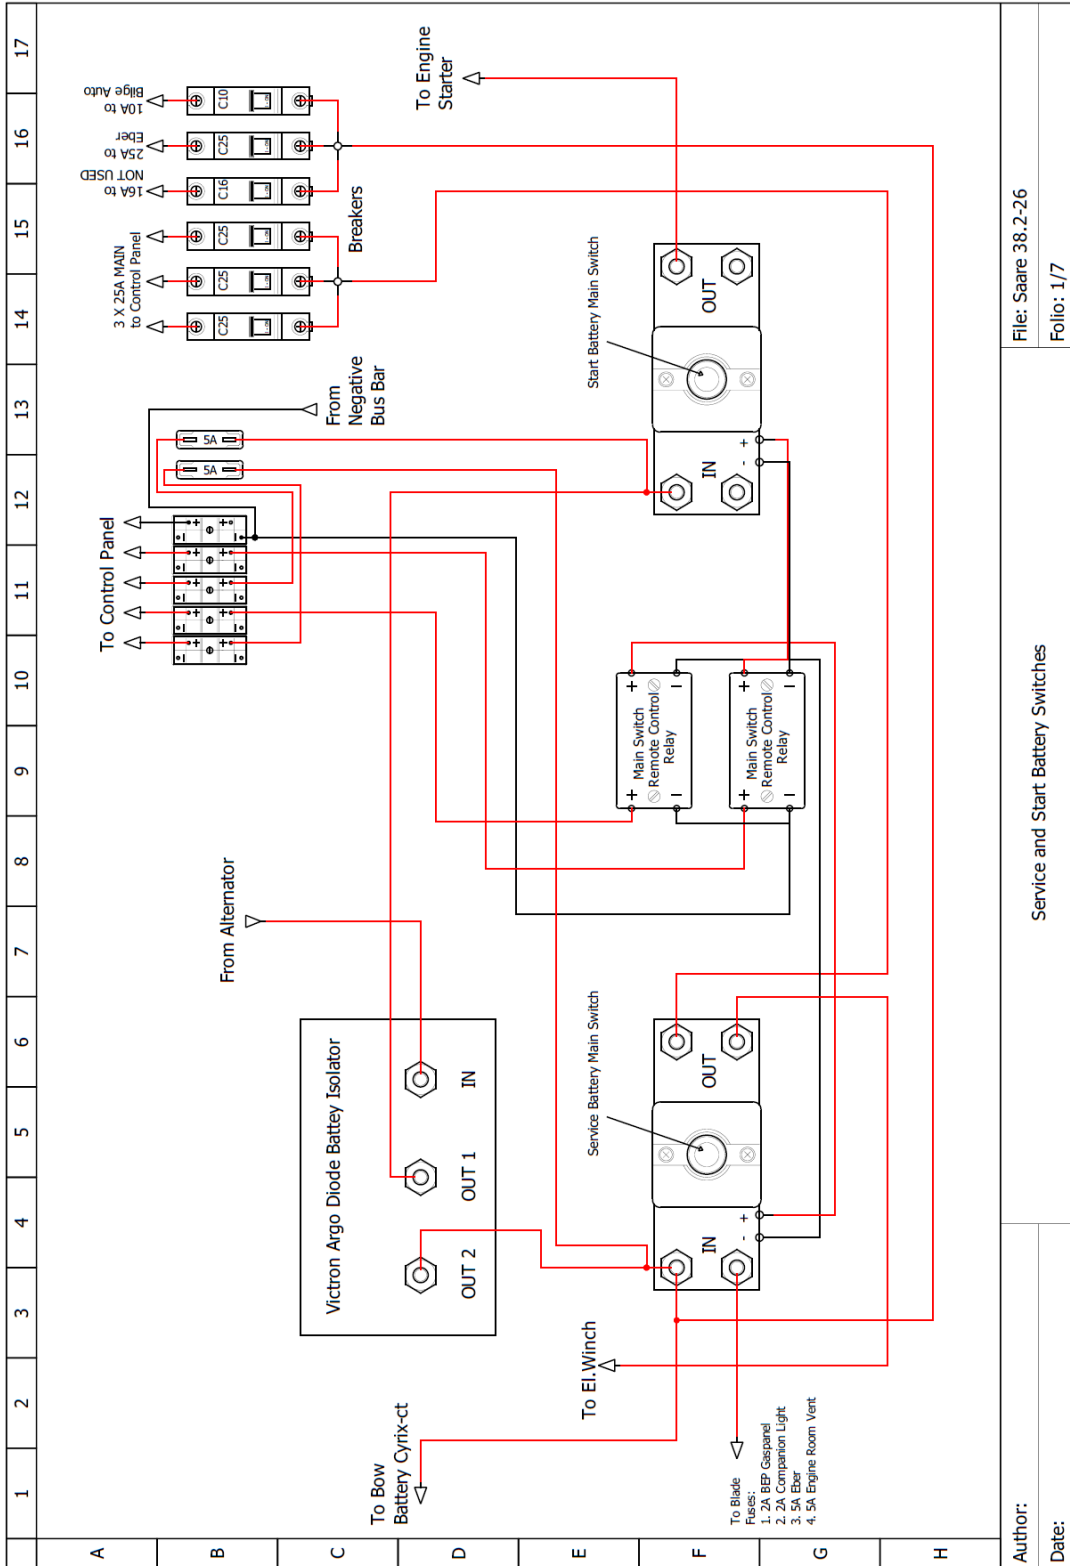 1
2
3
4
5
6
7
8
9
10
11
12
13
14
15
16
17
A
B
C
D
E
F
G
H
To Bow
Battery Cyrix-ct
To Blade
Fuses:
1. 2A BEP Gaspanel
2. 2A Companion Light
3. 5A Eber
4. 5A Engine Room Vent
To El.Winch
Victron Argo Diode Battey Isolator
OUT 2
OUT 1
IN
From Alternator
Service Battery Main Switch
IN
- +
OUT
Main Switch
Remote Control
Relay
+ +
Main Switch
Remote Control
Relay
+ +
To Control Panel
5A
5A
From
Negative
Bus Bar
Start Battery Main Switch
IN
- +
OUT
To Engine
Starter
3 X 25A MAIN
to Control Panel
16A to
NOT USED
25A to
Eber
10A to
Bilge Auto
C25
C25
C25
C16
C25
C10
Breakers
Author:
Date:
Service and Start Battery Switches
File: Saare 38.2-26
Folio: 1/7